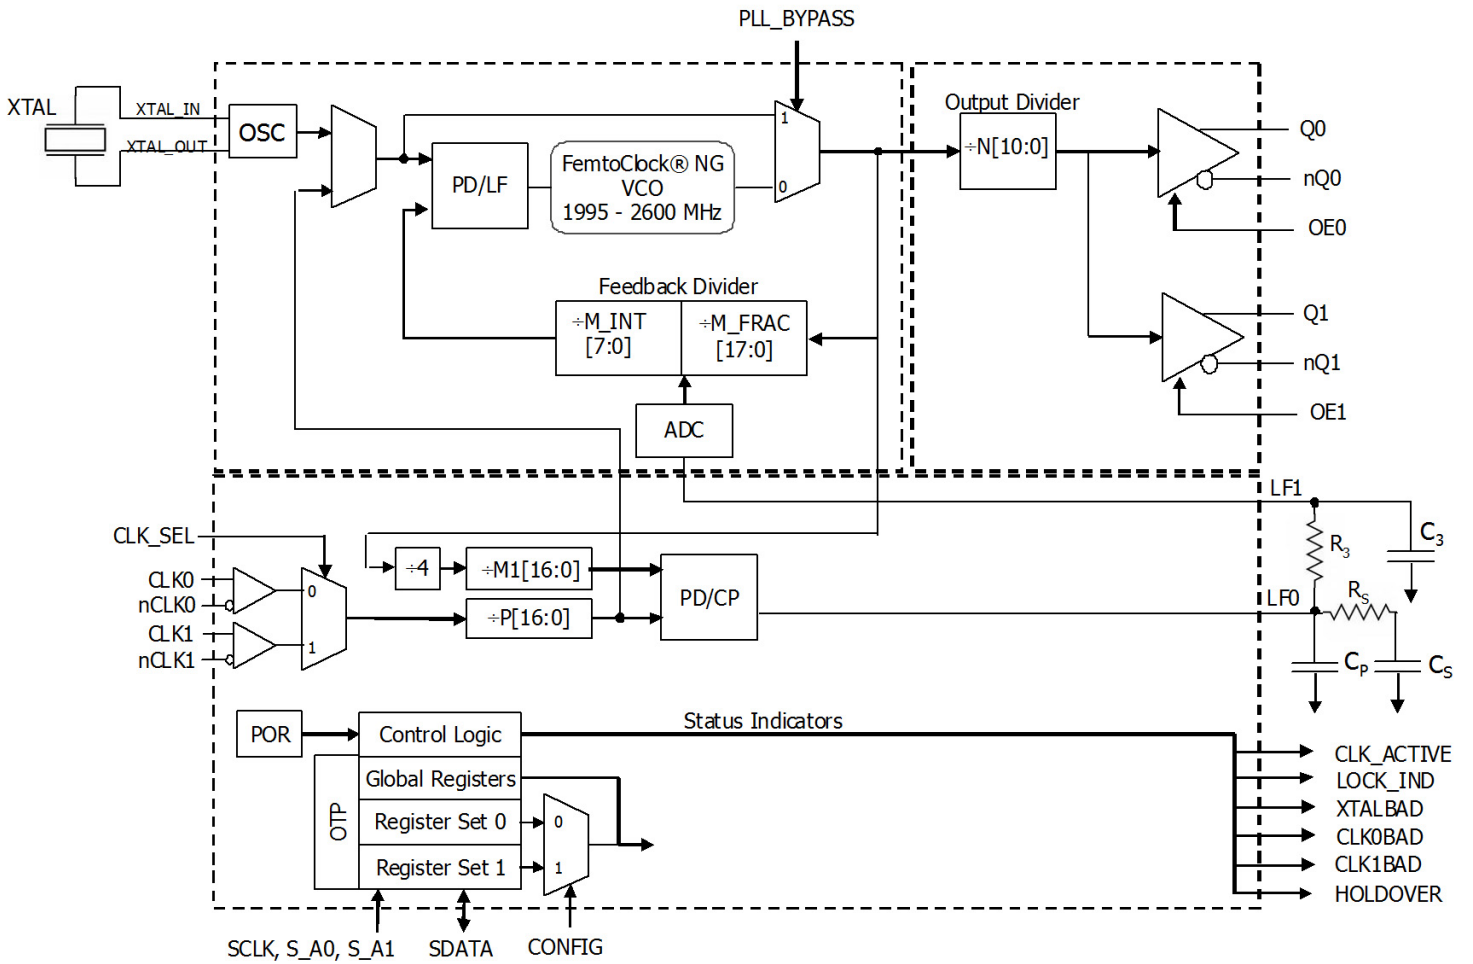 PLL_BYPASS
XTAL
XTAL_IN
XTAL_OUT
OSC
1
0
PD/LF
FemtoClock® NG
VCO
1995 - 2600 MHz
Output Divider
÷N[10:0]
Q0
nQ0
OE0
Q1
nQ1
OE1
Feedback Divider
÷M_INT
[7:0]
÷M_FRAC
[17:0]
ADC
LF1
R3
C3
LF0
RS
CP
CS
CLK_SEL
CLK0
nCLK0
CLK1
nCLK1
0
1
÷4
÷M1[16:0]
÷P[16:0]
PD/CP
POR
Control Logic
Status Indicators
OTP
Global Registers
Register Set 0
Register Set 1
0
1
CLK_ACTIVE
LOCK_IND
XTALBAD
CLK0BAD
CLK1BAD
HOLDOVER
SCLK, S_A0, S_A1
SDATA
CONFIG